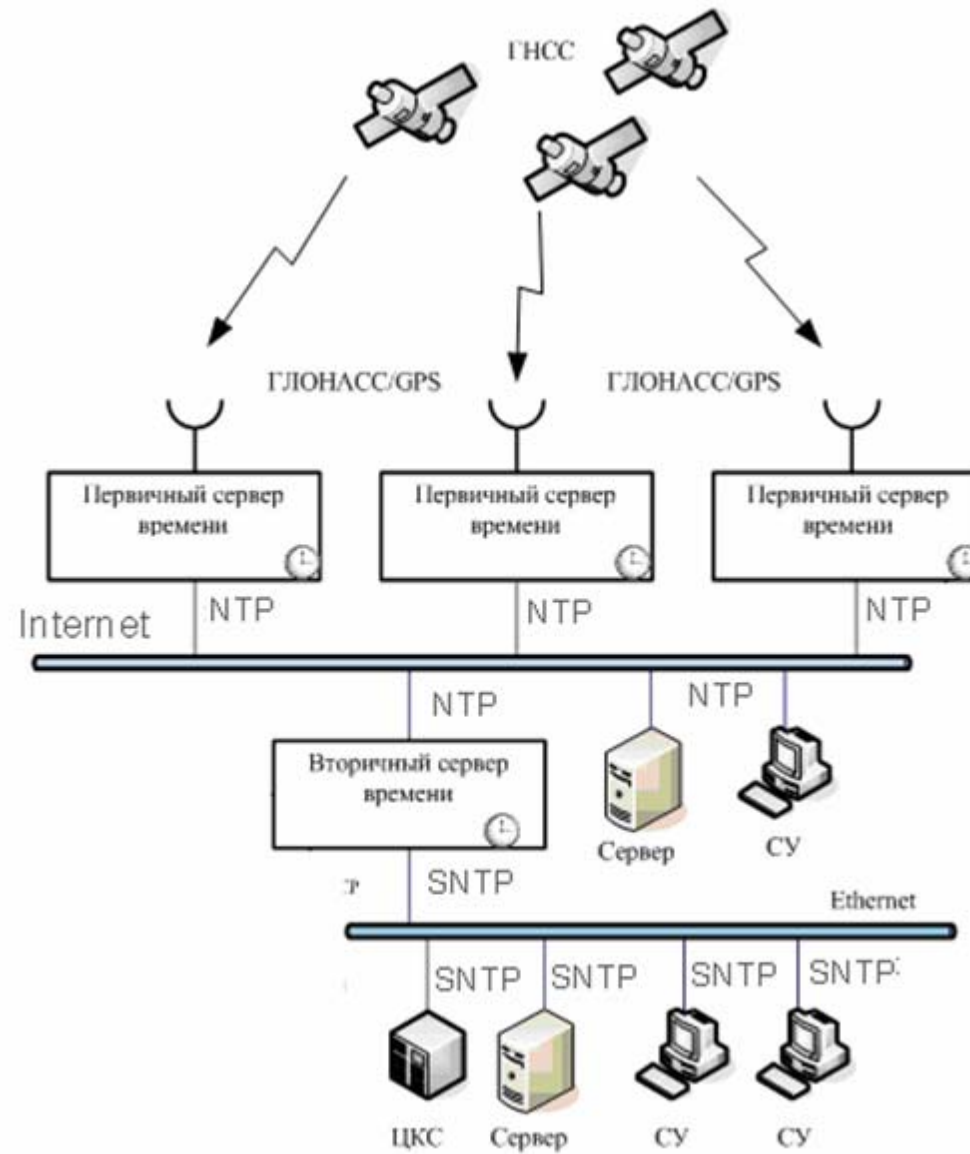 ГНСС
ГЛОНАСС/GPS
ГЛОНАСС/GPS
Первичный сервер
времени
Первичный сервер
времени
Первичный сервер
времени
NTP
NTP
NTP
Internet
NTP
NTP
Вторичный сервер
времени
Сервер
СУ
SNTP
Ethernet
SNTP
SNTP
SNTP
SNTP
ЦКС
Сервер
СУ
СУ